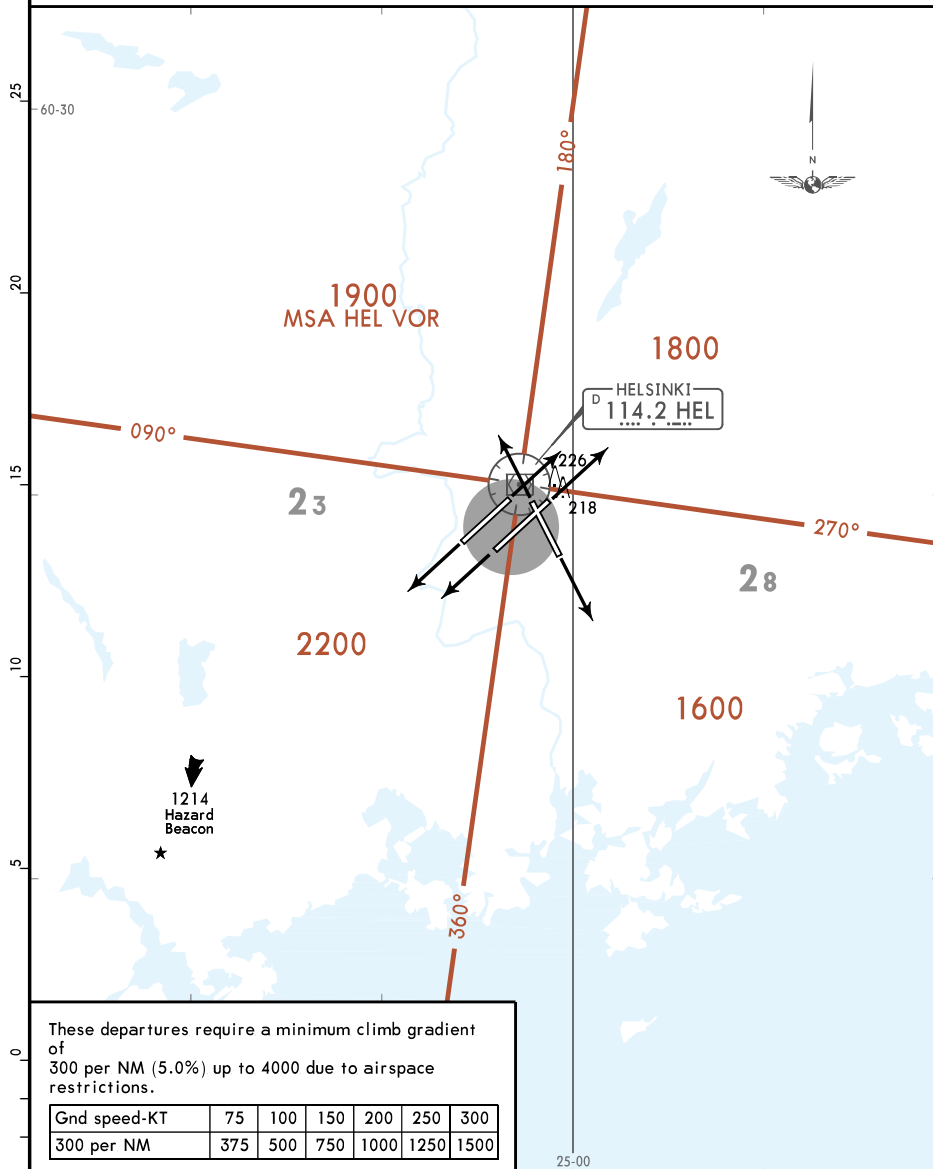 25
60-30
180°
N
20
1900
MSA HEL VOR
1800
HELSINKI
D 114.2 HEL
090°
226
15
23
218
270°
28
2200
10
1600
1214
Hazard
Beacon
5
360°
These departures require a minimum climb gradient
of
300 per NM (5.0%) up to 4000 due to airspace
restrictions.
0
Gnd speed-KT 75 100 150 200 250 300
300 per NM 375 500 750 1000 1250 1500
25-00